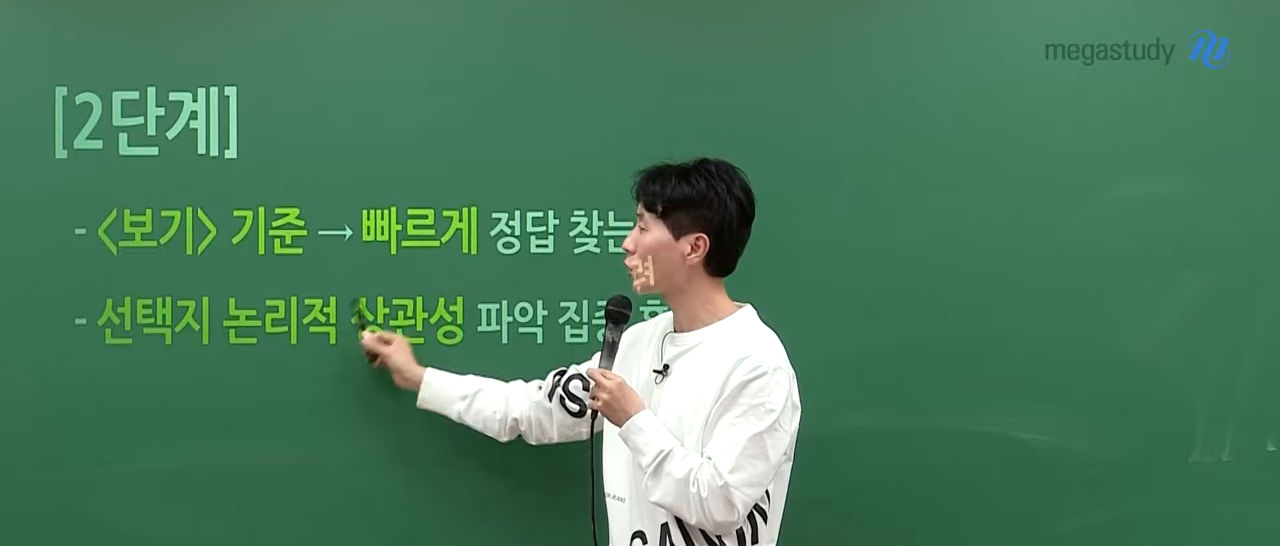 megastudy
[2단계]
- <보기> 기준 → 빠르게 정답 찾는
- 선택지 논리적 상관성 파악 집중